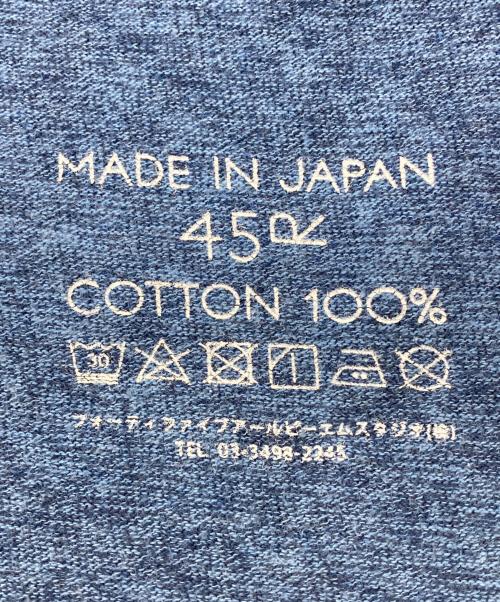 MADE IN JAPAN
45R
COTTON 100%
30
フォーティファイブアールピーエムスタジオ(株)
TEL 03-3498-2245